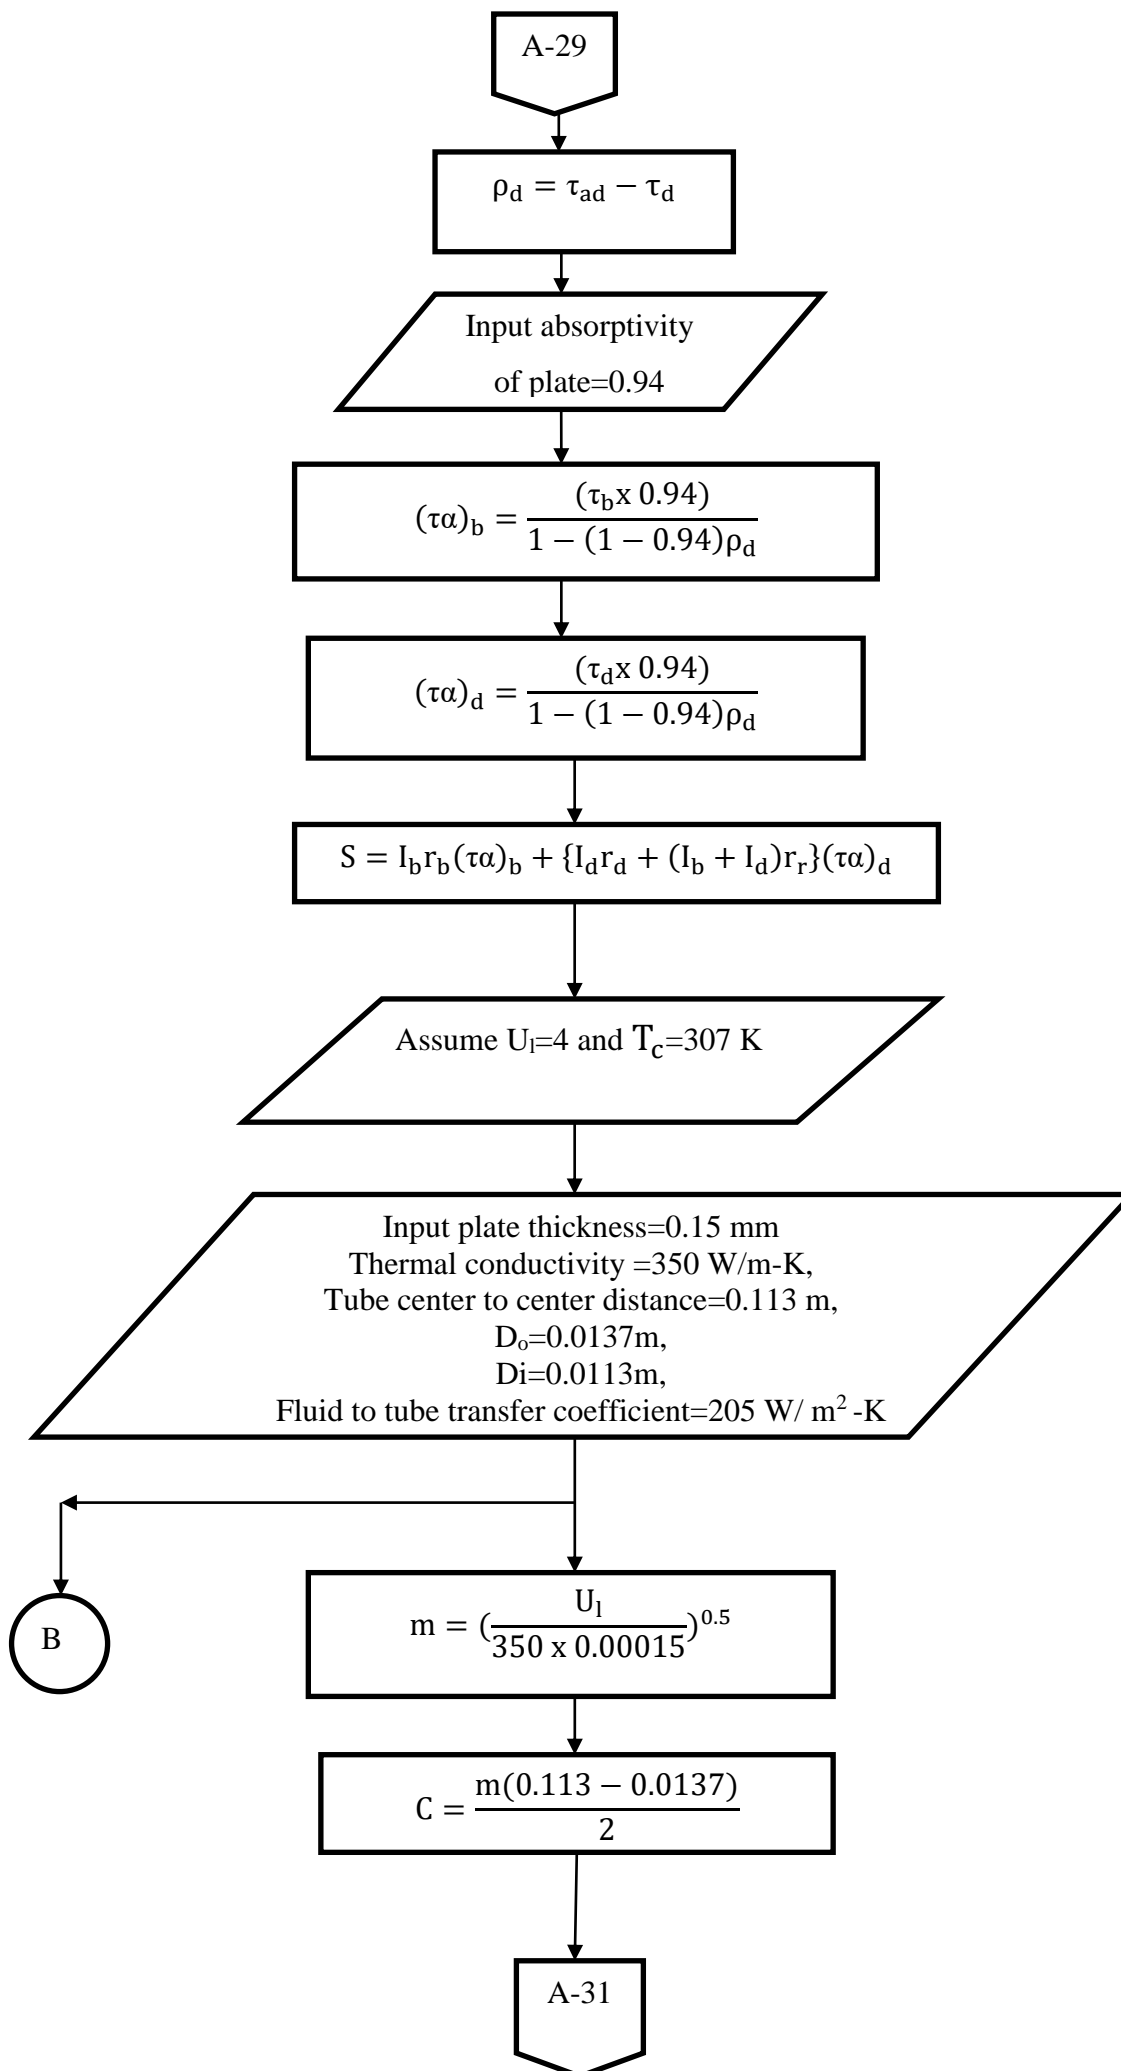 A-29
ρd = τad − τd
Input absorptivity
of plate=0.94
(τα)b = (τb x 0.94) / 1 − (1 − 0.94)ρd
(τα)d = (τd x 0.94) / 1 − (1 − 0.94)ρd
S = Ibrb(τα)b + {Idrd + (Ib + Id)rr}(τα)d
Assume Ul=4 and Tc=307 K
Input plate thickness=0.15 mm
Thermal conductivity =350 W/m-K,
Tube center to center distance=0.113 m,
Do=0.0137m,
Di=0.0113m,
Fluid to tube transfer coefficient=205 W/ m² -K
B
m = (Ul / 350 x 0.00015)^0.5
C = m(0.113 − 0.0137) / 2
A-31